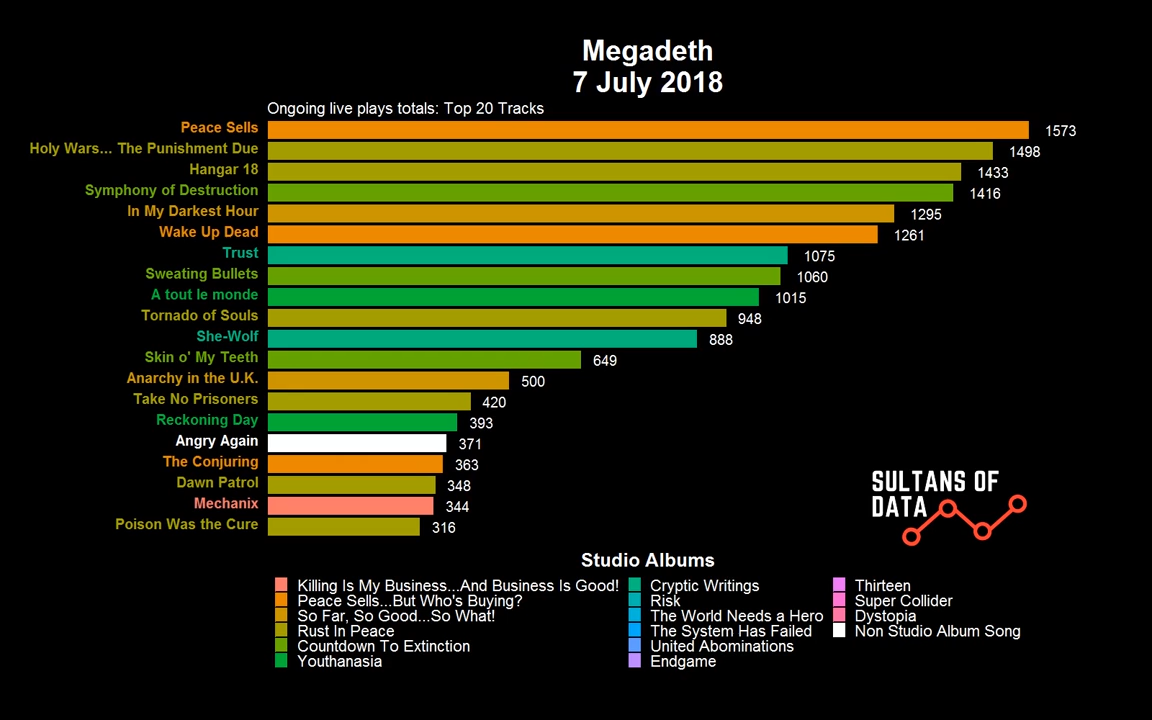 Megadeth
7 July 2018
Ongoing live plays totals: Top 20 Tracks
Peace Sells 1573
Holy Wars... The Punishment Due 1498
Hangar 18 1433
Symphony of Destruction 1416
In My Darkest Hour 1295
Wake Up Dead 1261
Trust 1075
Sweating Bullets 1060
A tout le monde 1015
Tornado of Souls 948
She-Wolf 888
Skin o' My Teeth 649
Anarchy in the U.K. 500
Take No Prisoners 420
Reckoning Day 393
Angry Again 371
The Conjuring 363
Dawn Patrol 348
Mechanix 344
Poison Was the Cure 316
SULTANS OF
DATA
Studio Albums
Killing Is My Business...And Business Is Good!
Peace Sells...But Who's Buying?
So Far, So Good...So What!
Rust In Peace
Countdown To Extinction
Youthanasia
Cryptic Writings
Risk
The World Needs a Hero
The System Has Failed
United Abominations
Endgame
Thirteen
Super Collider
Dystopia
Non Studio Album Song